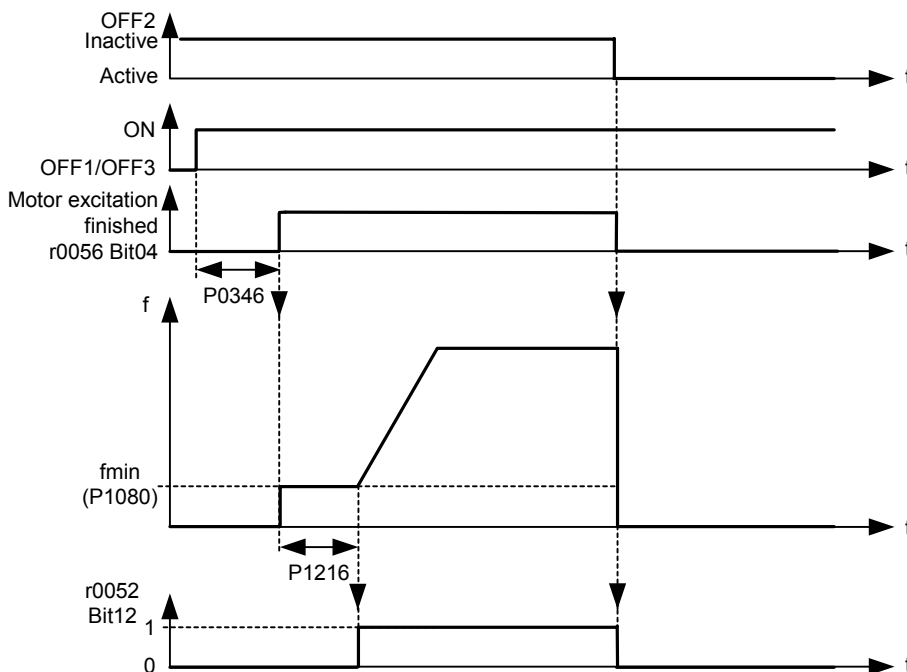 OFF2
Inactive
Active
t
ON
OFF1/OFF3
t
Motor excitation
finished
r0056 Bit04
t
P0346
f
fmin
(P1080)
t
P1216
r0052
Bit12
1
0
t